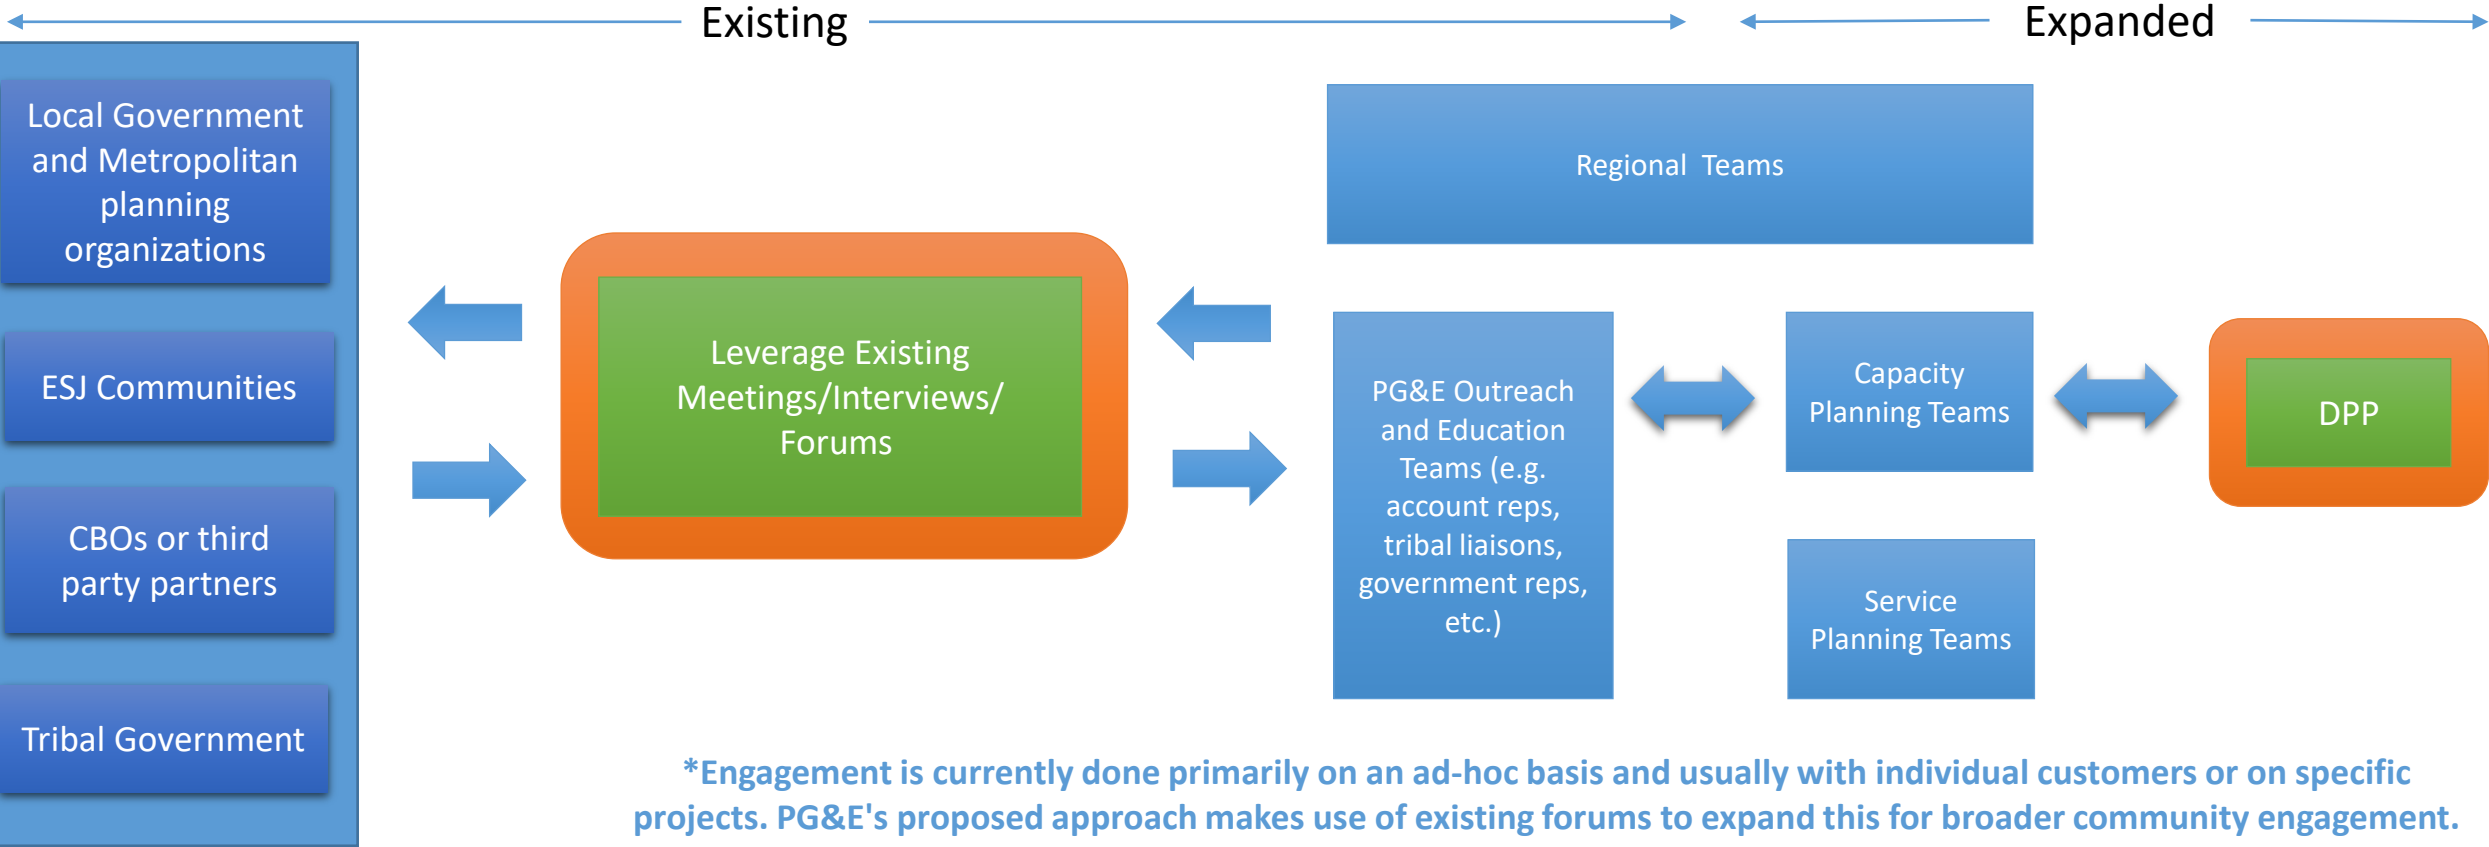 Existing
Expanded
Local Government
and Metropolitan
planning
organizations
ESJ Communities
CBOs or third
party partners
Tribal Government
Leverage Existing
Meetings/Interviews/
Forums
Regional Teams
PG&E Outreach
and Education
Teams (e.g.
account reps,
tribal liaisons,
government reps,
etc.)
Capacity
Planning Teams
Service
Planning Teams
DPP
*Engagement is currently done primarily on an ad-hoc basis and usually with individual customers or on specific
projects. PG&E's proposed approach makes use of existing forums to expand this for broader community engagement.